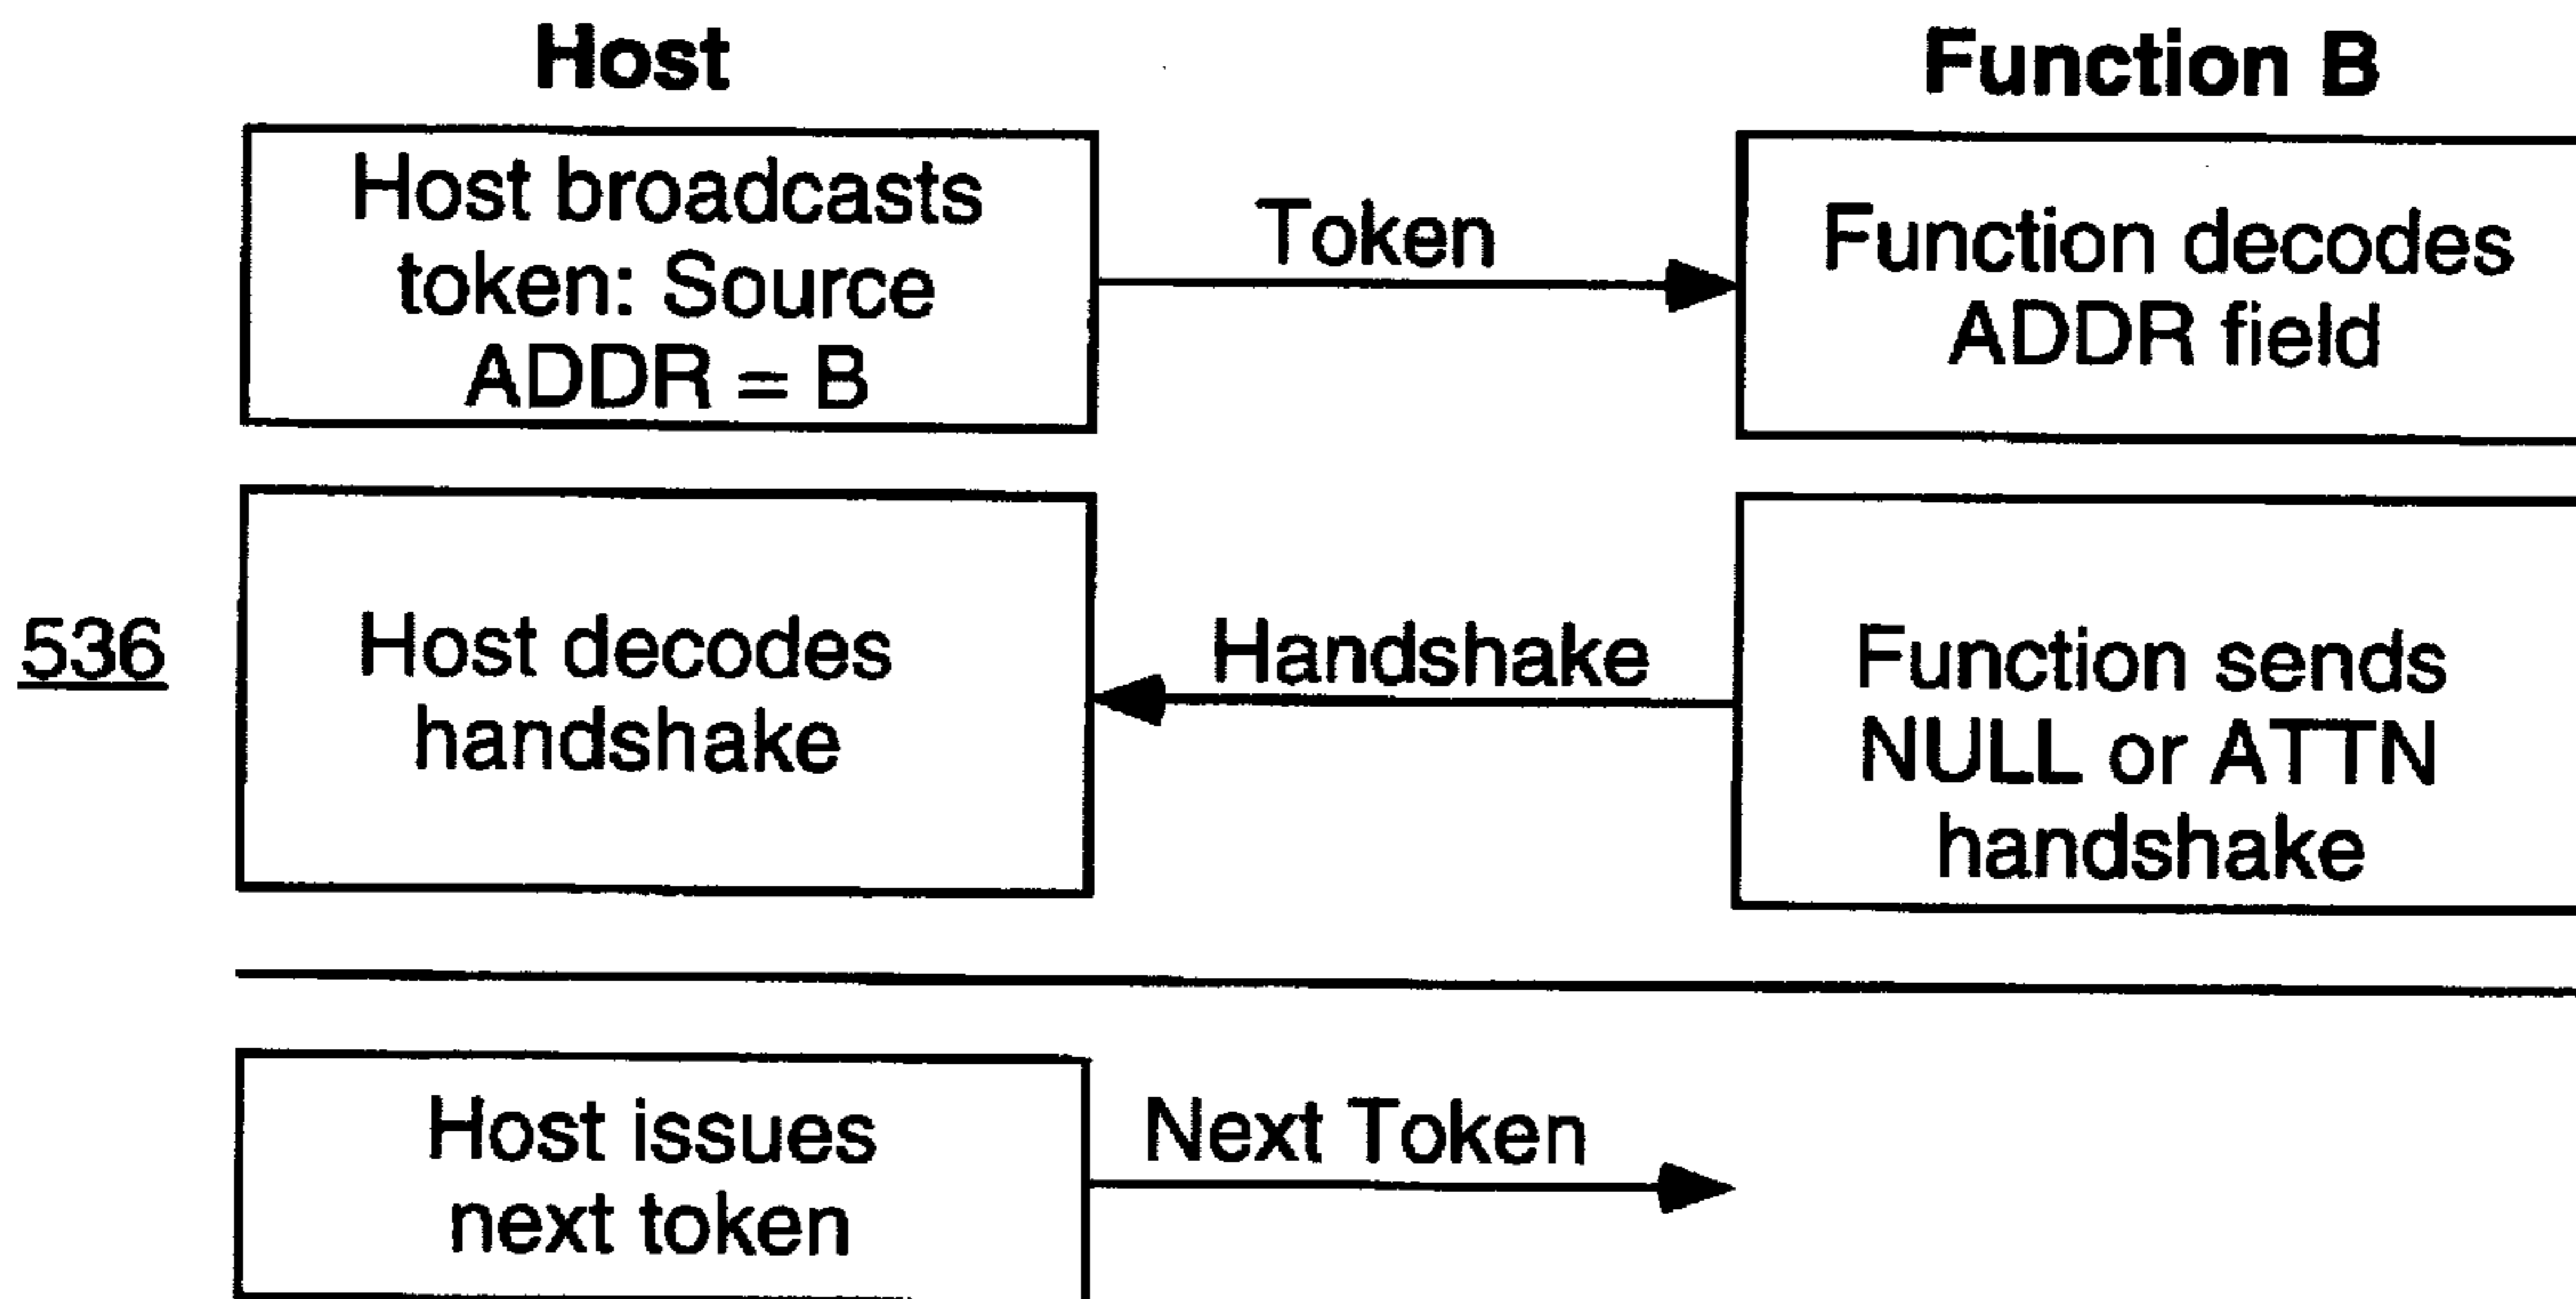 Host
Function B
Host broadcasts
token: Source
ADDR = B
Token
Function decodes
ADDR field
536
Host decodes
handshake
Handshake
Function sends
NULL or ATTN
handshake
Host issues
next token
Next Token